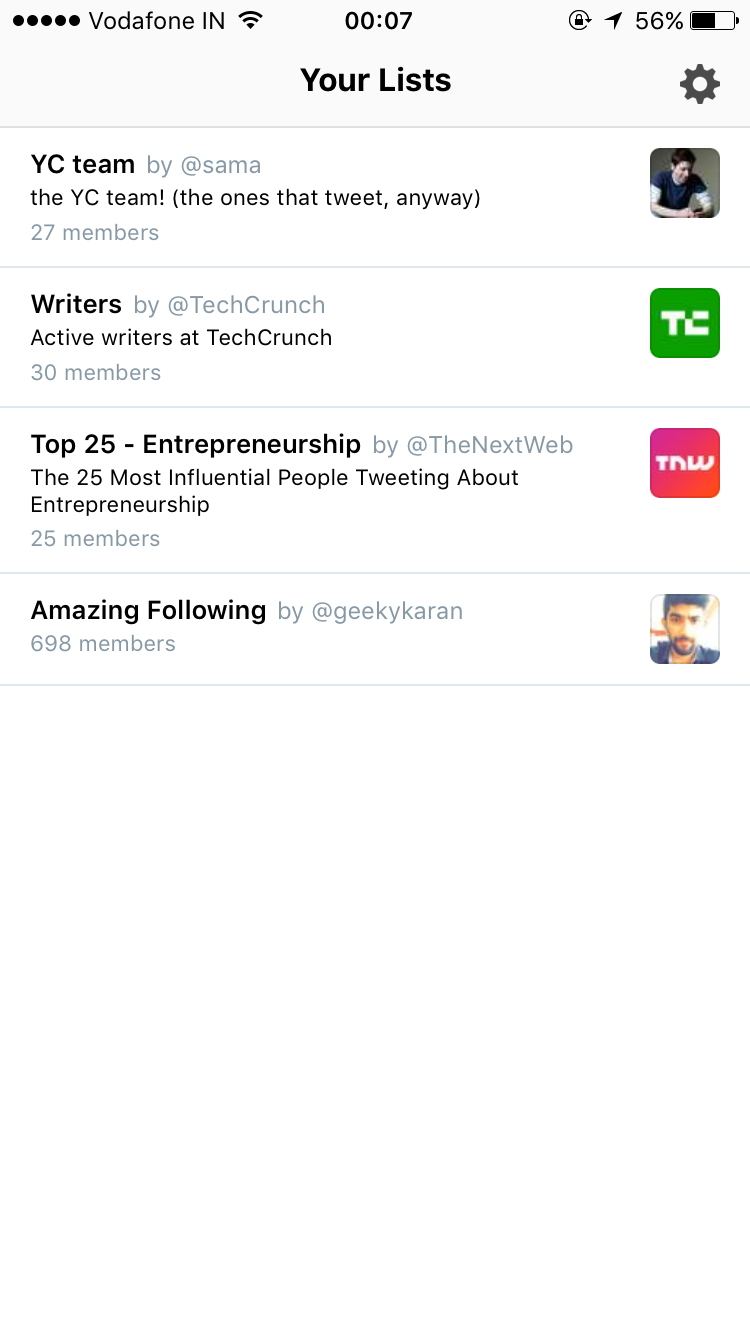 Vodafone IN 00:07 56%
Your Lists
YC team by @sama
the YC team! (the ones that tweet, anyway)
27 members
Writers by @TechCrunch
TC
Active writers at TechCrunch
30 members
Top 25 - Entrepreneurship by @TheNextWeb
TNW
The 25 Most Influential People Tweeting About
Entrepreneurship
25 members
Amazing Following by @geekykaran
698 members